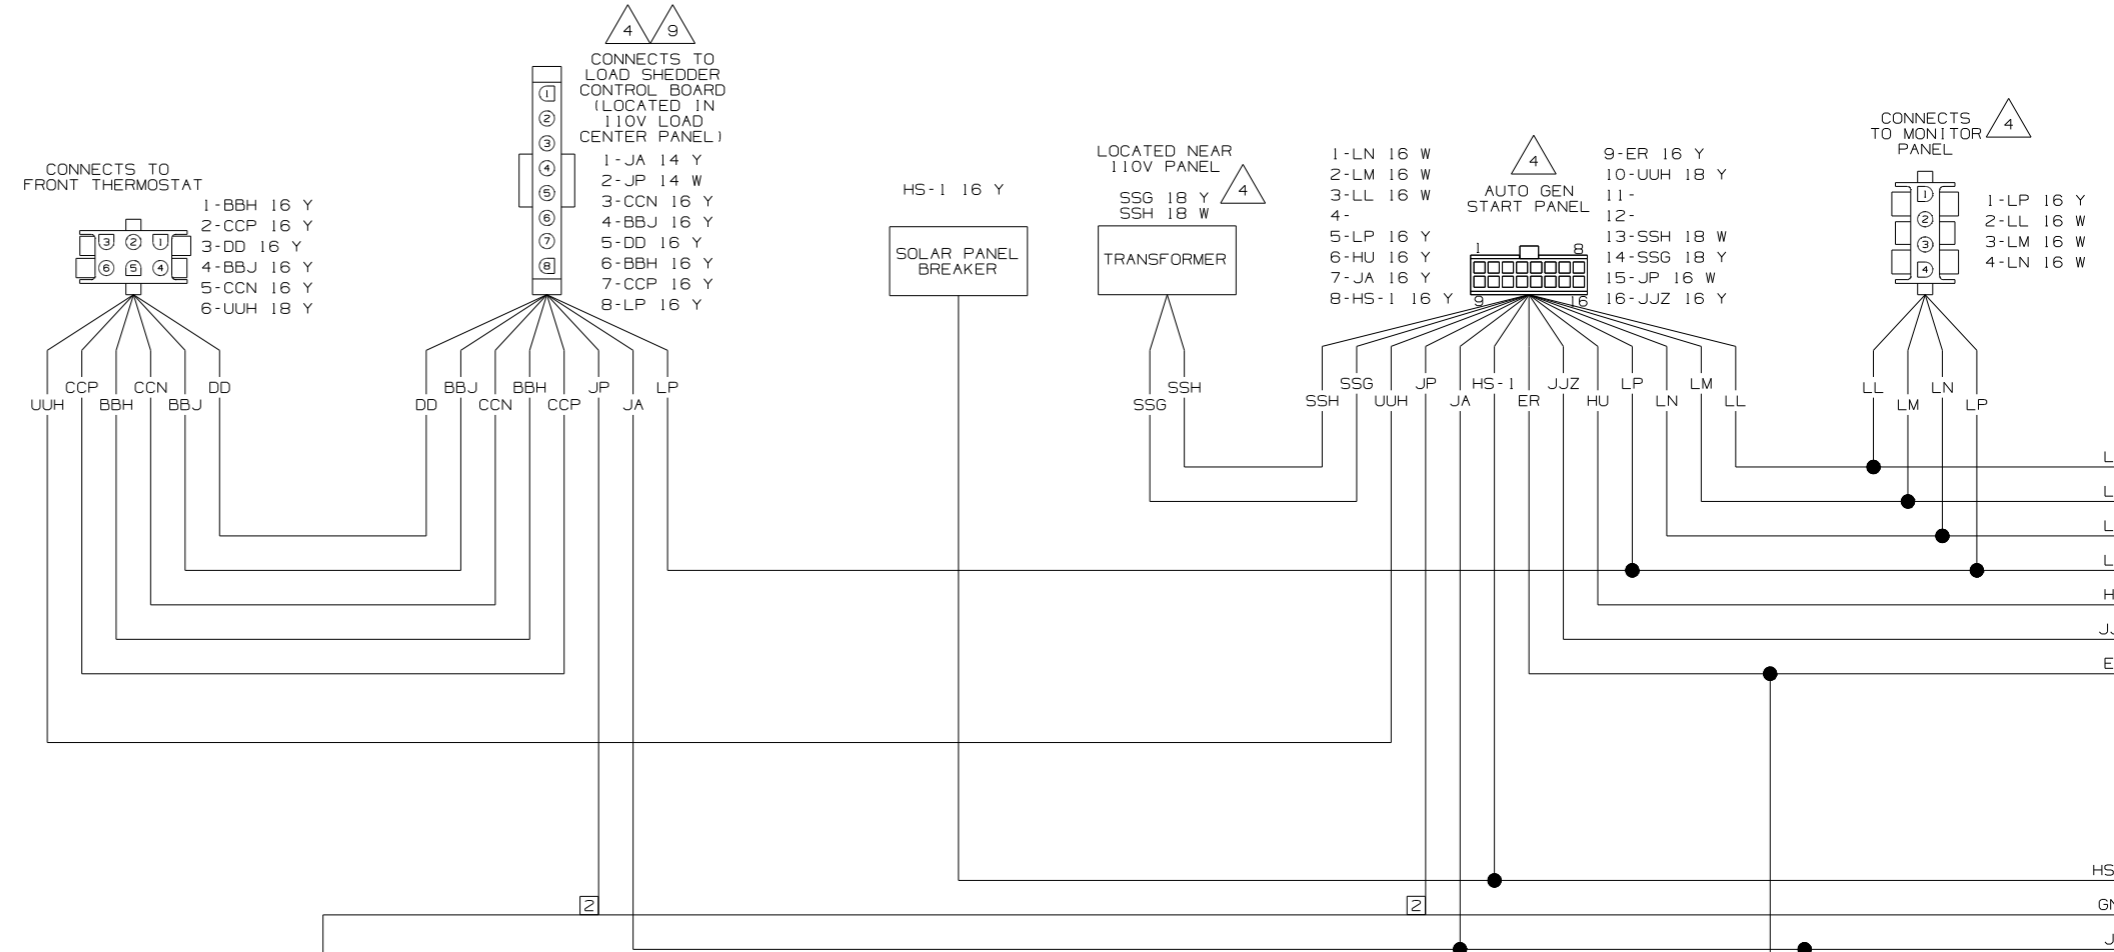 CONNECTS TO
FRONT THERMOSTAT
3 2 1
6 5 4
1-BBH 16 Y
2-CCP 16 Y
3-DD 16 Y
4-BBJ 16 Y
5-CCN 16 Y
6-UUH 18 Y
4 9
CONNECTS TO
LOAD SHEDDER
CONTROL BOARD
(LOCATED IN
110V LOAD
CENTER PANEL)
1
2
3
4
5
6
7
8
1-JA 14 Y
2-JP 14 W
3-CCN 16 Y
4-BBJ 16 Y
5-DD 16 Y
6-BBH 16 Y
7-CCP 16 Y
8-LP 16 Y
HS-1 16 Y
SOLAR PANEL
BREAKER
LOCATED NEAR
110V PANEL
4
SSG 18 Y
SSH 18 W
TRANSFORMER
1-LN 16 W
2-LM 16 W
3-LL 16 W
4-
5-LP 16 Y
6-HU 16 Y
7-JA 16 Y
8-HS-1 16 Y
4
AUTO GEN
START PANEL
1 8
9 16
9-ER 16 Y
10-UUH 18 Y
11-
12-
13-SSH 18 W
14-SSG 18 Y
15-JP 16 W
16-JJZ 16 Y
CONNECTS
TO MONITOR
PANEL
4
1
2
3
4
1-LP 16 Y
2-LL 16 W
3-LM 16 W
4-LN 16 W
UUH CCP BBH CCN BBJ DD
DD BBJ CCN BBH CCP JP JA LP
SSG SSH
SSH SSG UUH JP JA HS-1 ER JJZ HU LP LN LM LL
LL LM LN LP
L
L
L
L
H
JJ
E
HS
2
2
GN
J